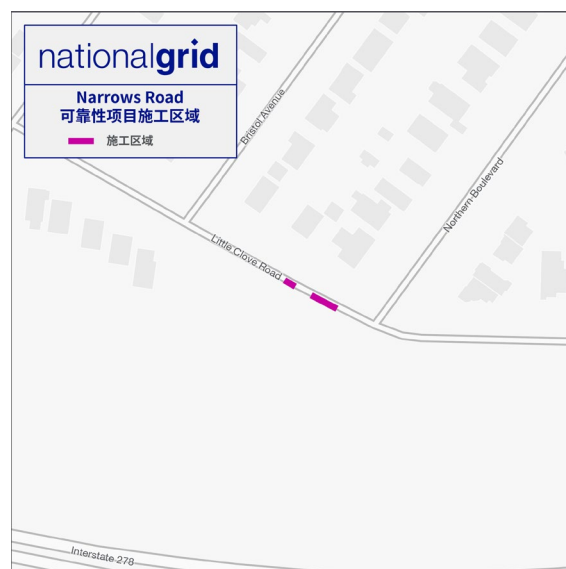 nationalgrid
Narrows Road
可靠性项目施工区域
施工区域
Bristol Avenue
Northern Boulevard
Little Clove Road
Interstate 278